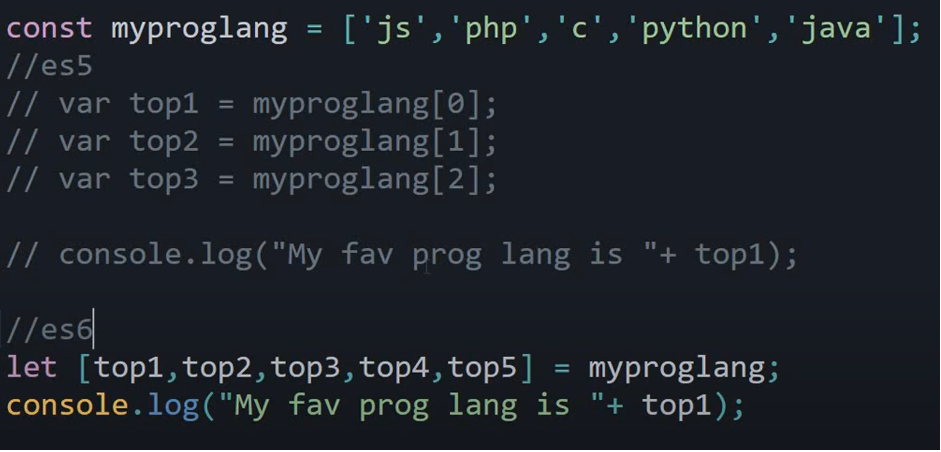 const myproglang = ['js','php','c','python','java'];
//es5
// var top1 = myproglang[0];
// var top2 = myproglang[1];
// var top3 = myproglang[2];
// console.log("My fav prog lang is "+ top1);
//es6
let [top1,top2,top3,top4,top5] = myproglang;
console.log("My fav prog lang is "+ top1);